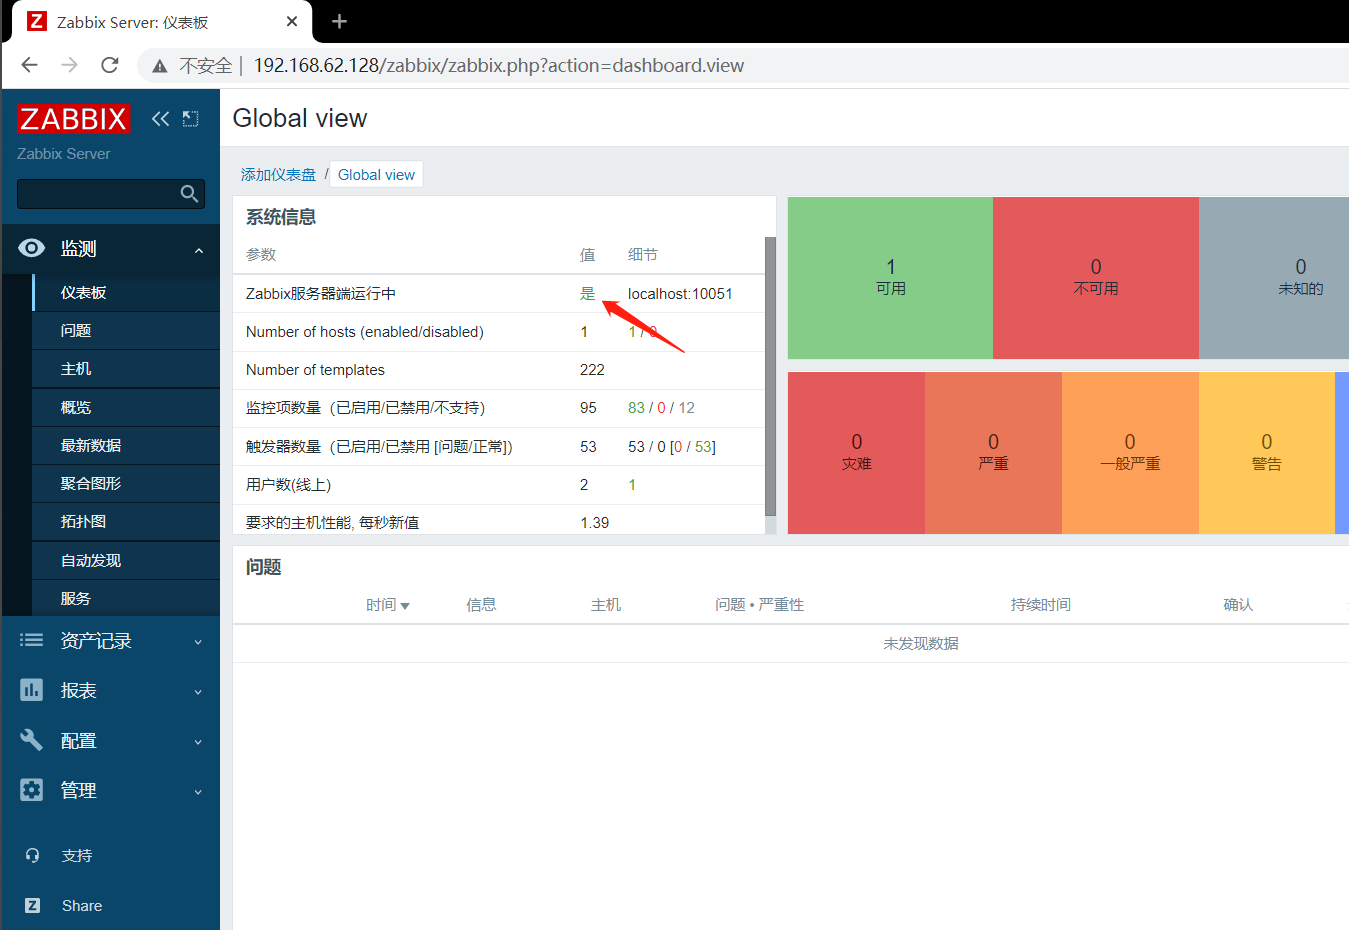 Zabbix Server: 仪表板
不安全 | 192.168.62.128/zabbix/zabbix.php?action=dashboard.view
ZABBIX
Zabbix Server
监测
仪表板
问题
主机
概览
最新数据
聚合图形
拓扑图
自动发现
服务
资产记录
报表
配置
管理
支持
Share
Global view
添加仪表盘 / Global view
系统信息
参数 值 细节
Zabbix服务器端运行中 是 localhost:10051
Number of hosts (enabled/disabled) 1 1 / 0
Number of templates 222
监控项数量（已启用/已禁用/不支持） 95 83 / 0 / 12
触发器数量（已启用/已禁用 [问题/正常]） 53 53 / 0 [0 / 53]
用户数(线上) 2 1
要求的主机性能, 每秒新值 1.39
1
可用
0
不可用
0
未知的
0
灾难
0
严重
0
一般严重
0
警告
问题
时间 信息 主机 问题 • 严重性 持续时间 确认
未发现数据